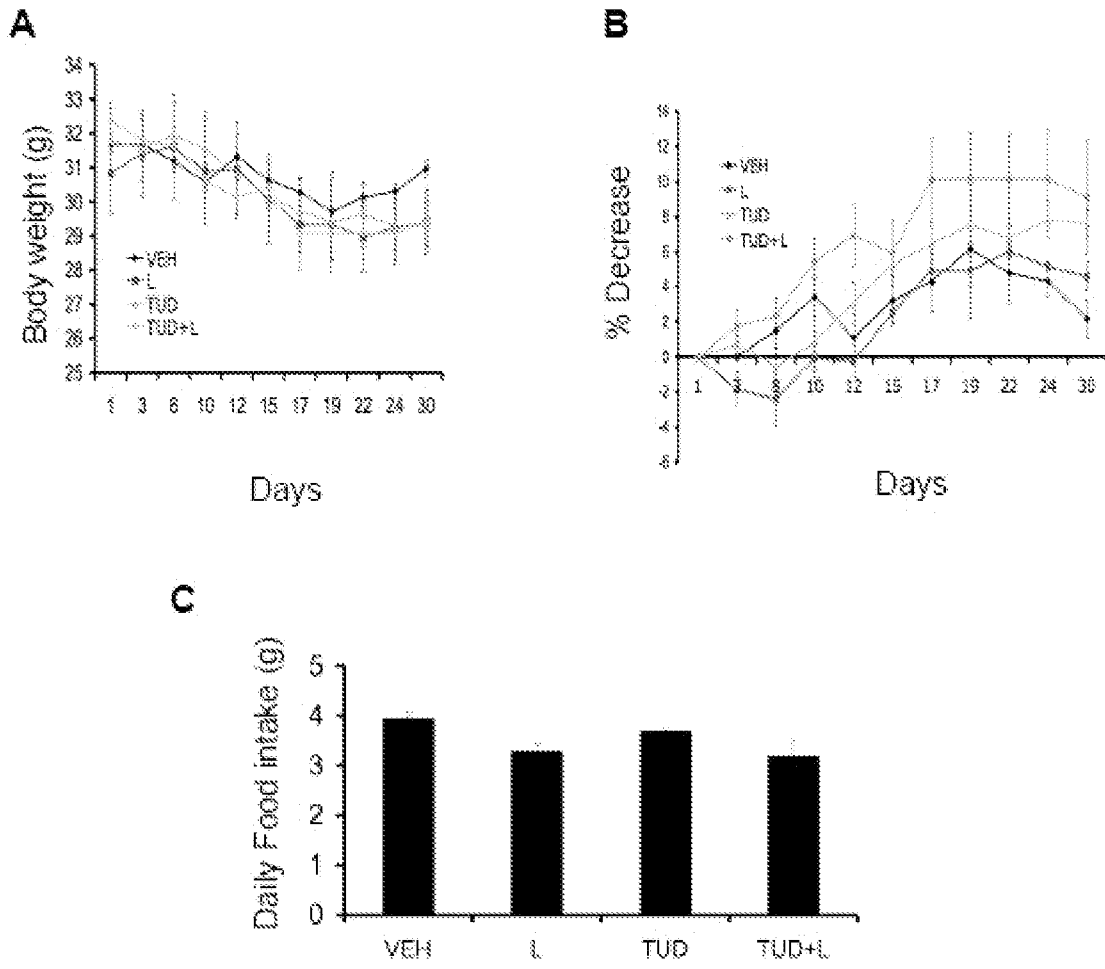 A
Body weight (g)
34
33
32
31
30
29
28
27
26
25
VEH
L
TUD
TUD+L
1 3 6 10 12 15 17 19 22 24 30
Days
B
% Decrease
18
12
10
8
6
4
2
0
-2
-4
-6
-8
VEH
L
TUD
TUD+L
1 3 6 10 12 15 17 19 22 24 30
Days
C
Daily Food intake (g)
5
4
3
2
1
0
VEH L TUD TUD+L